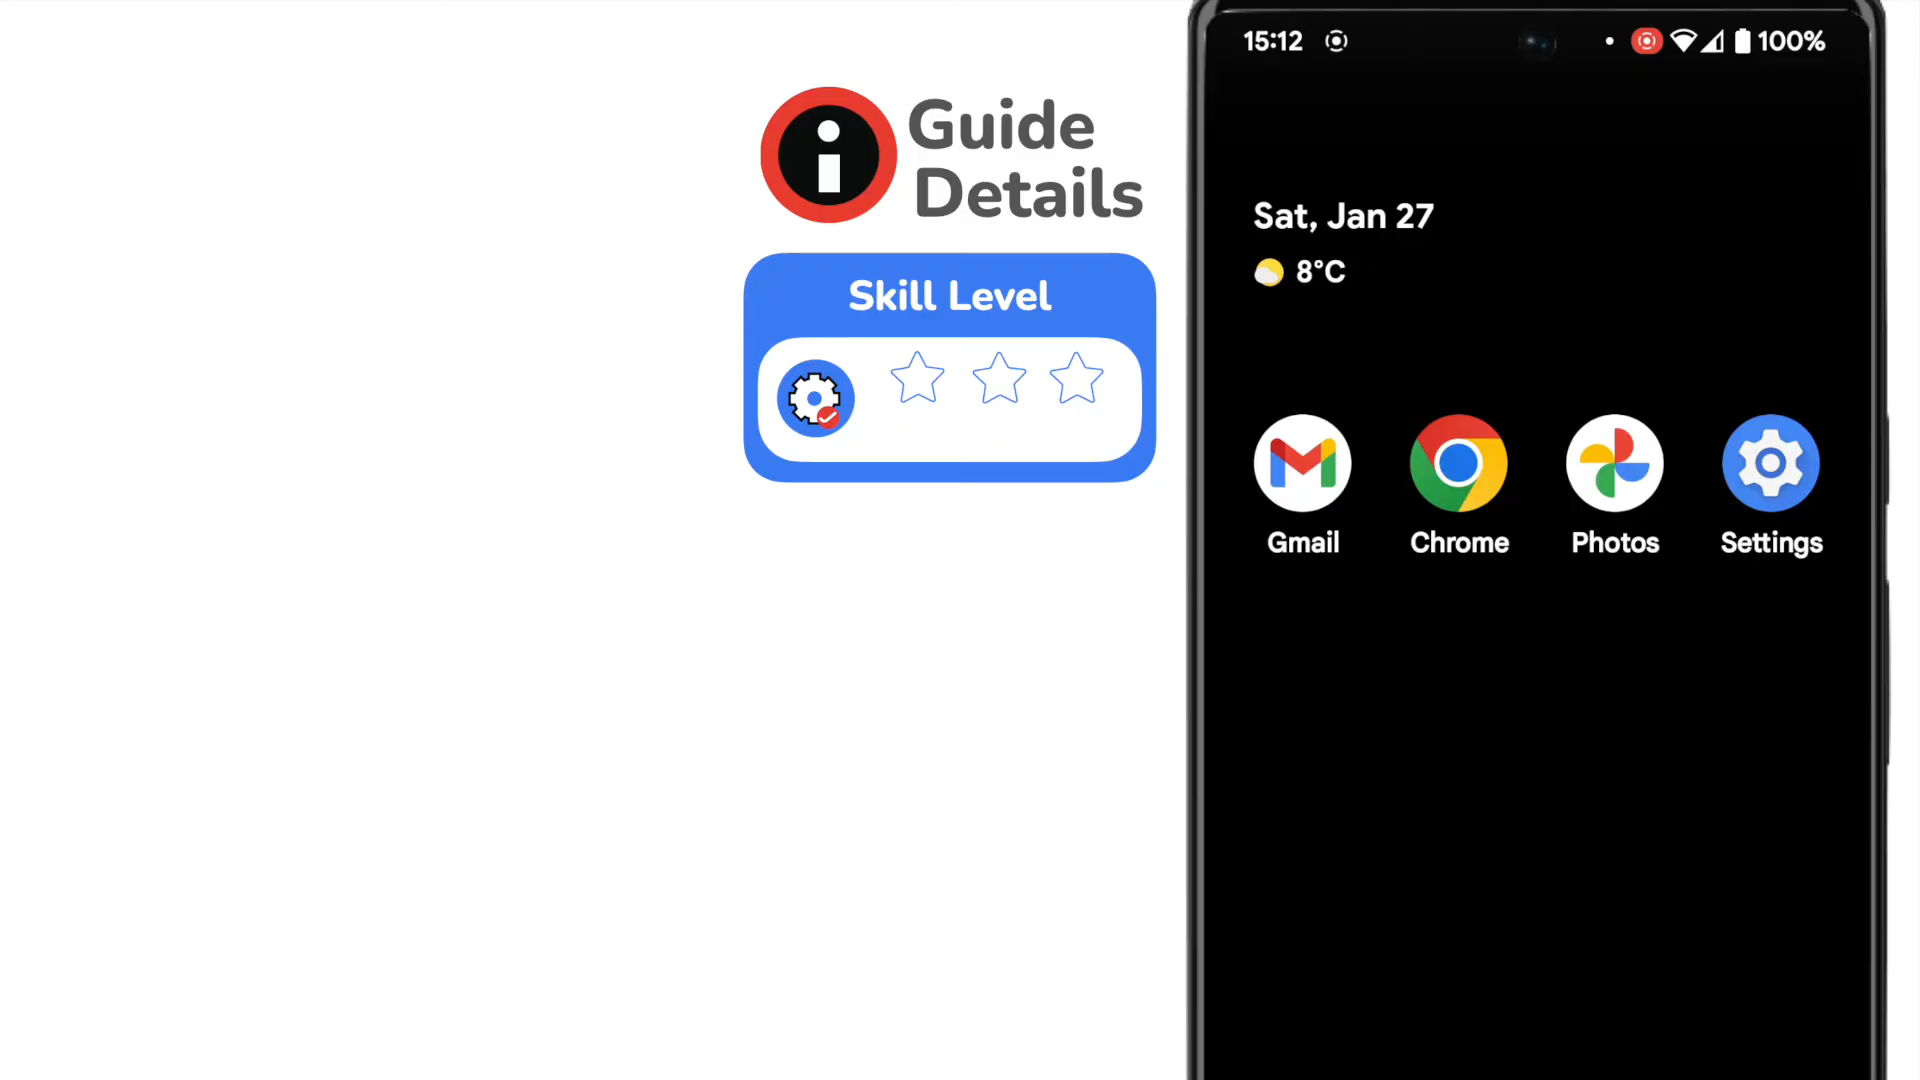 Guide
Details
Skill Level
15:12
100%
Sat, Jan 27
8°C
Gmail
Chrome
Photos
Settings